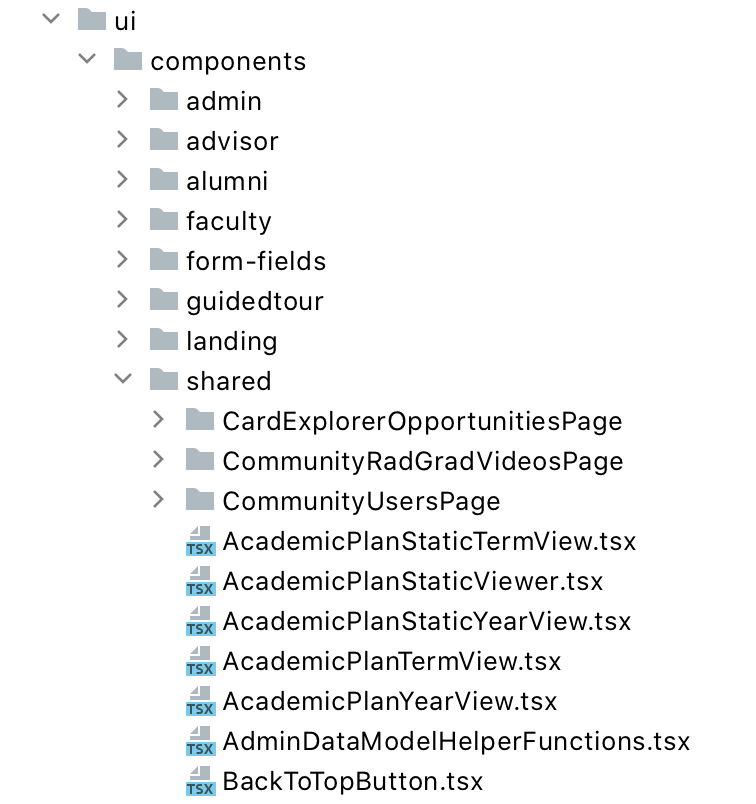 ui
components
admin
advisor
alumni
faculty
form-fields
guidedtour
landing
shared
CardExplorerOpportunitiesPage
CommunityRadGradVideosPage
CommunityUsersPage
TSX AcademicPlanStaticTermView.tsx
TSX AcademicPlanStaticViewer.tsx
TSX AcademicPlanStaticYearView.tsx
TSX AcademicPlanTermView.tsx
TSX AcademicPlanYearView.tsx
TSX AdminDataModelHelperFunctions.tsx
TSX BackToTopButton.tsx